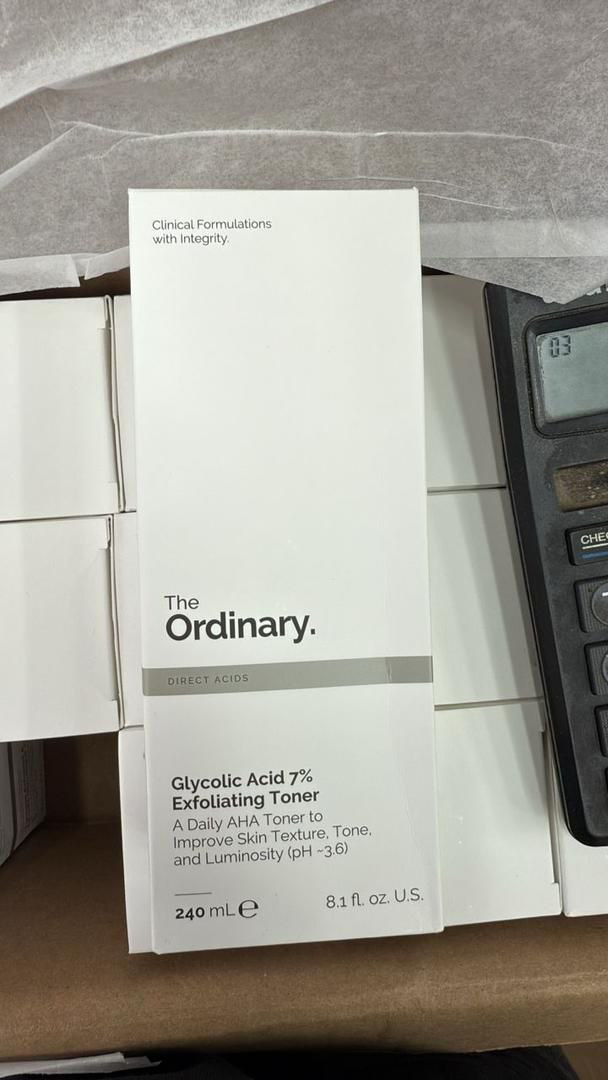 Clinical Formulations
with Integrity.
03
The
Ordinary.
DIRECT ACIDS
Glycolic Acid 7%
Exfoliating Toner
A Daily AHA Toner to
Improve Skin Texture, Tone,
and Luminosity (pH ~3.6)
240 mL ℮
8.1 fl. oz. U.S.